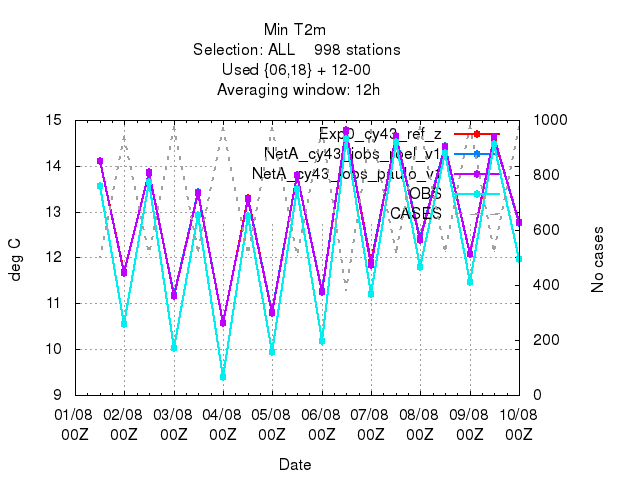 Min T2m
Selection: ALL 998 stations
Used {06,18} + 12-00
Averaging window: 12h
15 1000
Exp0_cy43_ref_z
NetA_cy43_iobs_roel_v1
14 800
OBS
CASES
13 600
12
deg C
No cases
11 400
10 200
9 0
01/08 02/08 03/08 04/08 05/08 06/08 07/08 08/08 09/08 10/08
00Z 00Z 00Z 00Z 00Z 00Z 00Z 00Z 00Z 00Z
Date